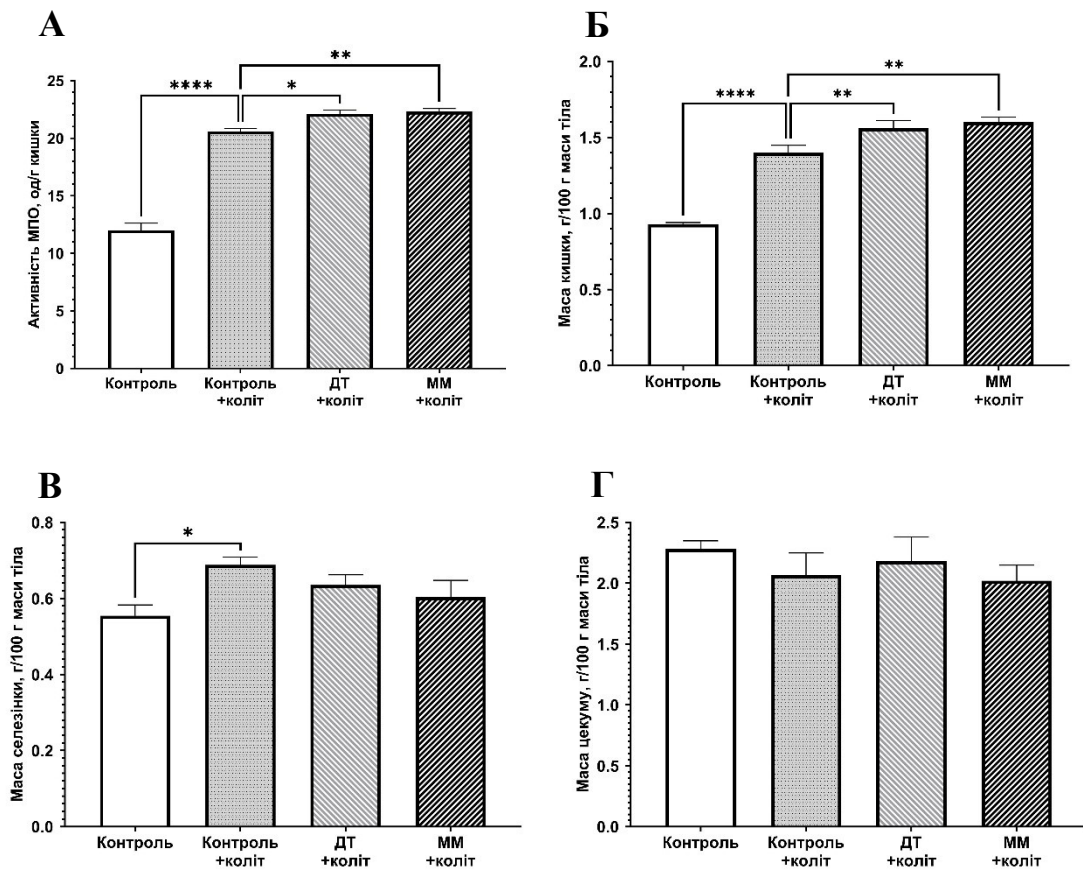 А
****
*
**
Активність МПО, од/г кишки
25
20
15
10
5
0
Контроль
Контроль
+коліт
ДТ
+коліт
ММ
+коліт
Б
****
**
**
Маса кишки, г/100 г маси тіла
2.0
1.5
1.0
0.5
0.0
Контроль
Контроль
+коліт
ДТ
+коліт
ММ
+коліт
В
*
Маса селезінки, г/100 г маси тіла
0.8
0.6
0.4
0.2
0.0
Контроль
Контроль
+коліт
ДТ
+коліт
ММ
+коліт
Г
Маса цекуму, г/100 г маси тіла
2.5
2.0
1.5
1.0
0.5
0.0
Контроль
Контроль
+коліт
ДТ
+коліт
ММ
+коліт